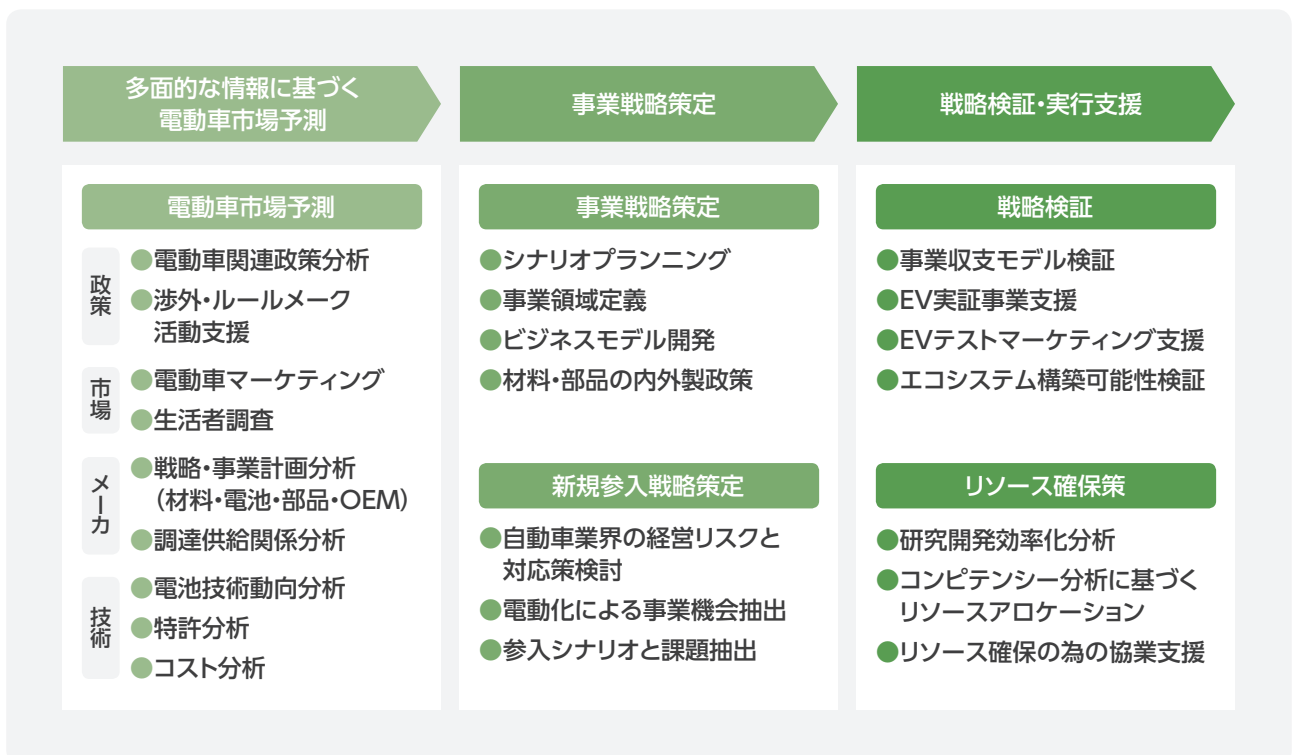 多面的な情報に基づく
電動車市場予測
事業戦略策定
戦略検証・実行支援
電動車市場予測
政策
●電動車関連政策分析
●渉外・ルールメーク
活動支援
市場
●電動車マーケティング
●生活者調査
メーカ
●戦略・事業計画分析
（材料・電池・部品・OEM）
●調達供給関係分析
技術
●電池技術動向分析
●特許分析
●コスト分析
事業戦略策定
●シナリオプランニング
●事業領域定義
●ビジネスモデル開発
●材料・部品の内外製政策
新規参入戦略策定
●自動車業界の経営リスクと
対応策検討
●電動化による事業機会抽出
●参入シナリオと課題抽出
戦略検証
●事業収支モデル検証
●EV実証事業支援
●EVテストマーケティング支援
●エコシステム構築可能性検証
リソース確保策
●研究開発効率化分析
●コンピテンシー分析に基づく
リソースアロケーション
●リソース確保の為の協業支援